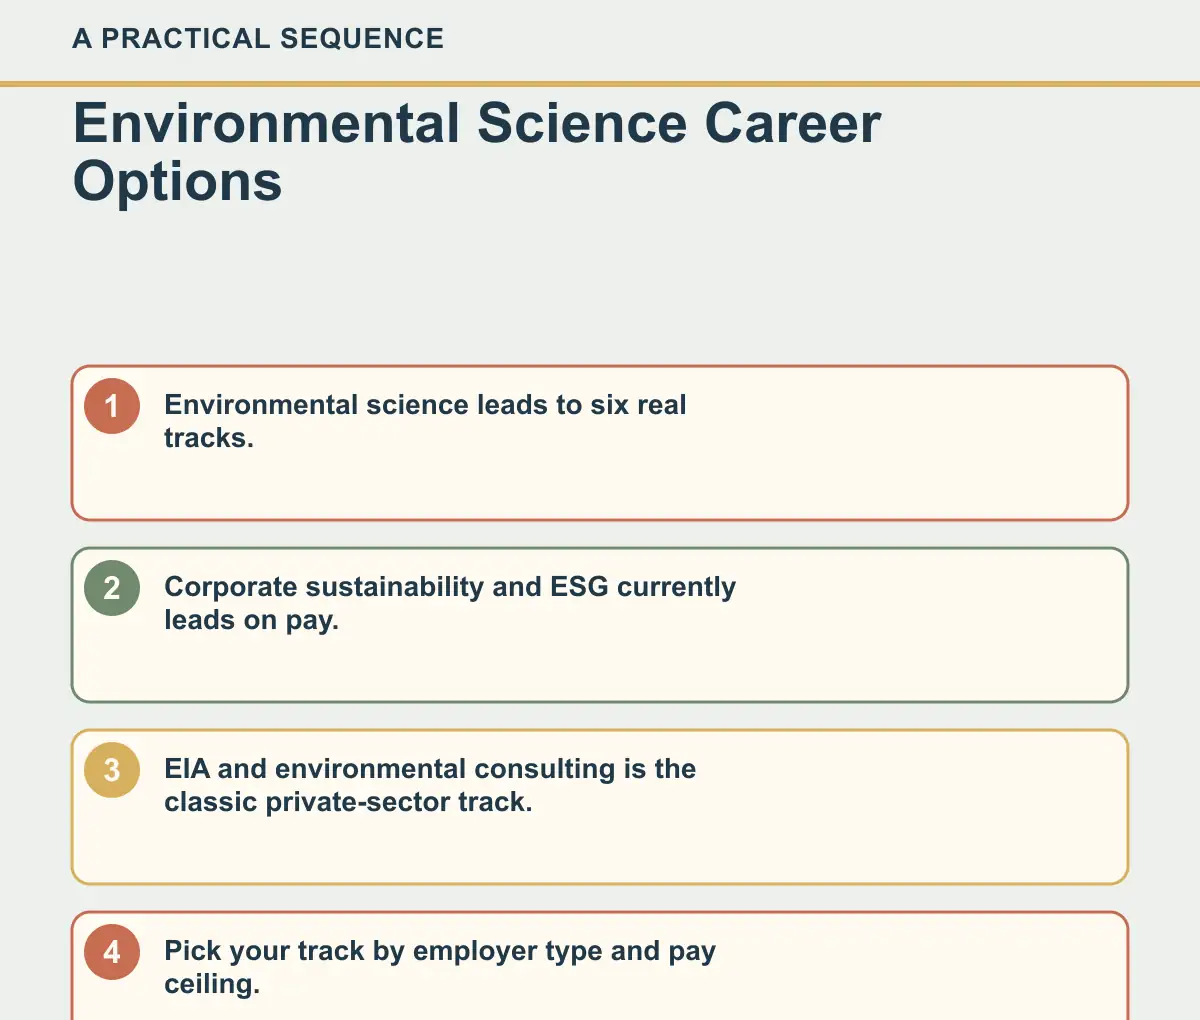 A PRACTICAL SEQUENCE
Environmental Science Career
Options
1
Environmental science leads to six real
tracks.
2
Corporate sustainability and ESG currently
leads on pay.
3
EIA and environmental consulting is the
classic private-sector track.
4
Pick your track by employer type and pay
ceiling.